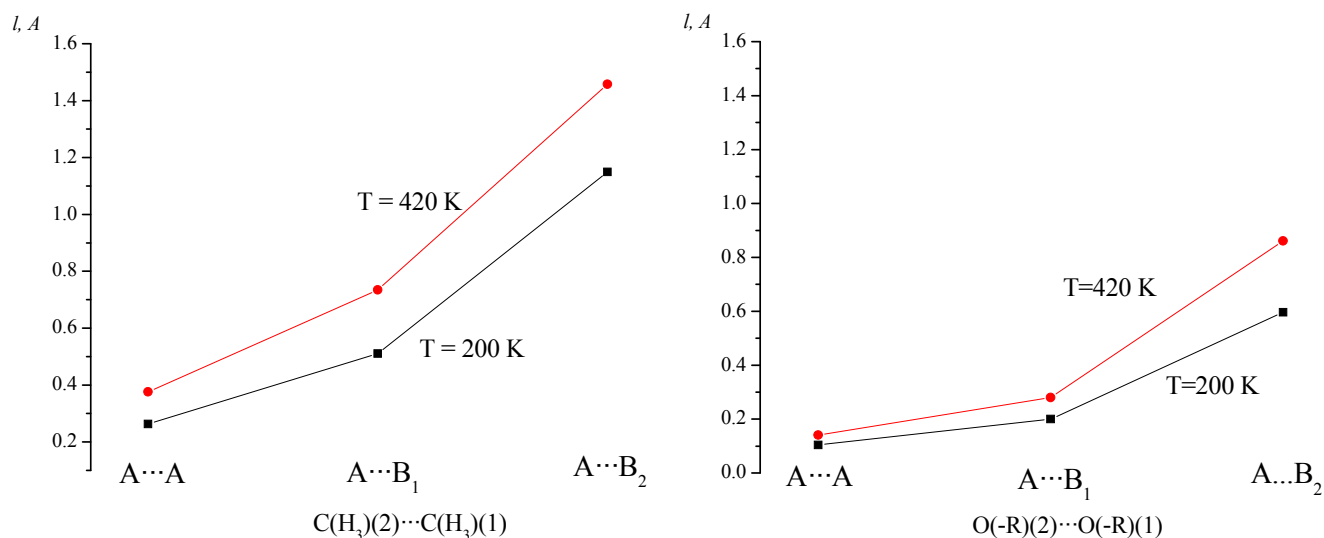 l, A
1.6
1.4
1.2
1.0
0.8
0.6
0.4
0.2
T = 420 K
T = 200 K
A···A
A···B₁
A···B₂
C(H₃)(2)···C(H₃)(1)
l, A
1.6
1.4
1.2
1.0
0.8
0.6
0.4
0.2
0.0
T=420 K
T=200 K
A···A
A···B₁
A...B₂
O(-R)(2)···O(-R)(1)